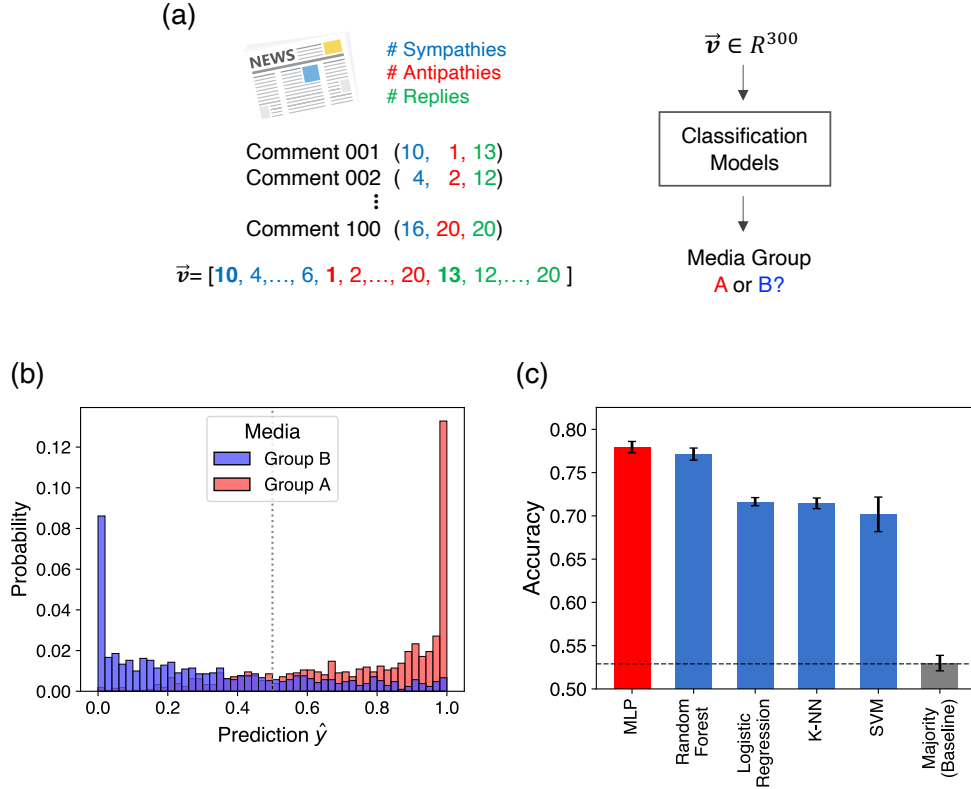 (a)
NEWS
# Sympathies
# Antipathies
# Replies
Comment 001 (10, 1, 13)
Comment 002 ( 4, 2, 12)
⋮
Comment 100 (16, 20, 20)
v⃗= [10, 4,…, 6, 1, 2,…, 20, 13, 12,…, 20 ]
v⃗ ∈ R³⁰⁰
Classification
Models
Media Group
A or B?
(b)
Media
Group B
Group A
Probability
0.12
0.10
0.08
0.06
0.04
0.02
0.00
0.0 0.2 0.4 0.6 0.8 1.0
Prediction ŷ
(c)
Accuracy
0.80
0.75
0.70
0.65
0.60
0.55
0.50
MLP
Random
Forest
Logistic
Regression
K-NN
SVM
Majority
(Baseline)